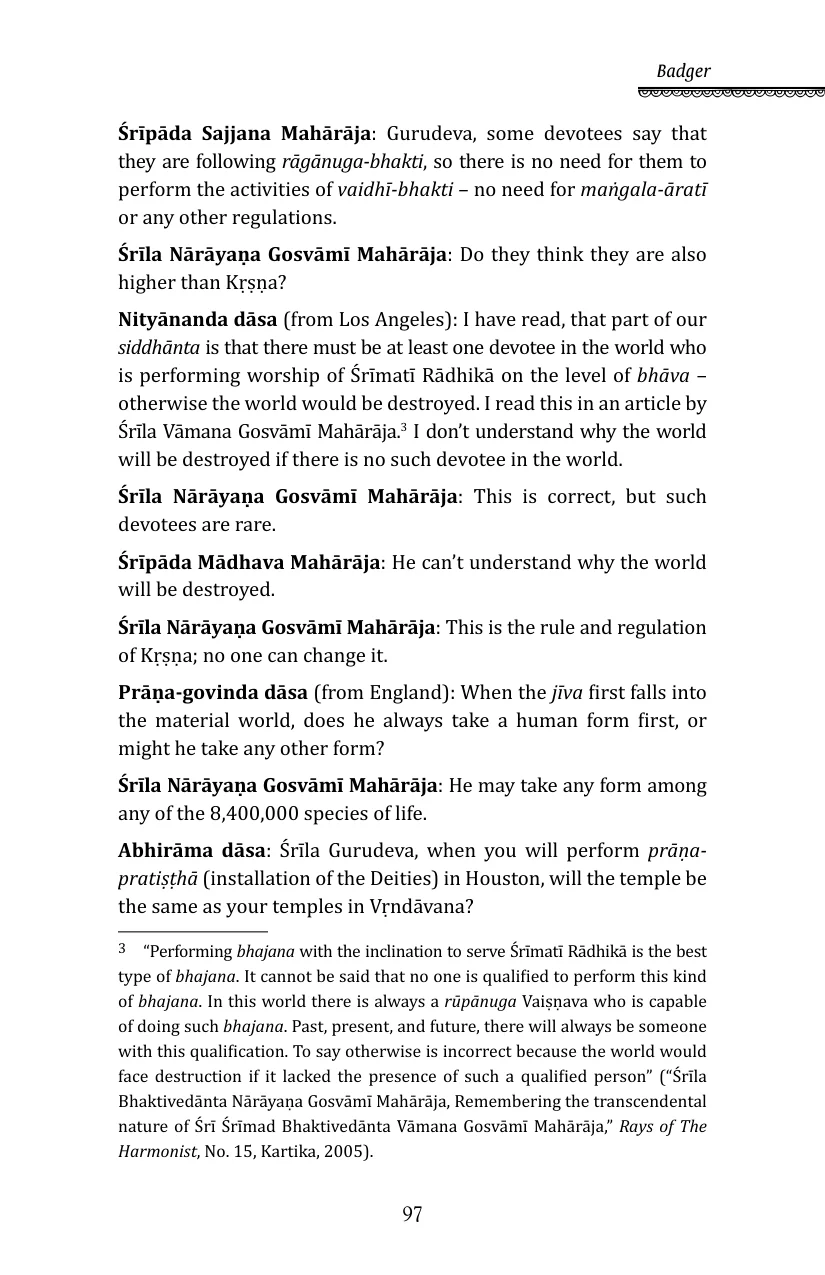 Badger
Śrīpāda Sajjana Mahārāja: Gurudeva, some devotees say that
they are following rāgānuga-bhakti, so there is no need for them to
perform the activities of vaidhī-bhakti – no need for maṅgala-āratī
or any other regulations.
Śrīla Nārāyaṇa Gosvāmī Mahārāja: Do they think they are also
higher than Kṛṣṇa?
Nityānanda dāsa (from Los Angeles): I have read, that part of our
siddhānta is that there must be at least one devotee in the world who
is performing worship of Śrīmatī Rādhikā on the level of bhāva –
otherwise the world would be destroyed. I read this in an article by
Śrīla Vāmana Gosvāmī Mahārāja.3 I don’t understand why the world
will be destroyed if there is no such devotee in the world.
Śrīla Nārāyaṇa Gosvāmī Mahārāja: This is correct, but such
devotees are rare.
Śrīpāda Mādhava Mahārāja: He can’t understand why the world
will be destroyed.
Śrīla Nārāyaṇa Gosvāmī Mahārāja: This is the rule and regulation
of Kṛṣṇa; no one can change it.
Prāṇa-govinda dāsa (from England): When the jīva first falls into
the material world, does he always take a human form first, or
might he take any other form?
Śrīla Nārāyaṇa Gosvāmī Mahārāja: He may take any form among
any of the 8,400,000 species of life.
Abhirāma dāsa: Śrīla Gurudeva, when you will perform prāṇa-
pratiṣṭhā (installation of the Deities) in Houston, will the temple be
the same as your temples in Vṛndāvana?
3 “Performing bhajana with the inclination to serve Śrīmatī Rādhikā is the best
type of bhajana. It cannot be said that no one is qualified to perform this kind
of bhajana. In this world there is always a rūpānuga Vaiṣṇava who is capable
of doing such bhajana. Past, present, and future, there will always be someone
with this qualification. To say otherwise is incorrect because the world would
face destruction if it lacked the presence of such a qualified person” (“Śrīla
Bhaktivedānta Nārāyaṇa Gosvāmī Mahārāja, Remembering the transcendental
nature of Śrī Śrīmad Bhaktivedānta Vāmana Gosvāmī Mahārāja,” Rays of The
Harmonist, No. 15, Kartika, 2005).
97